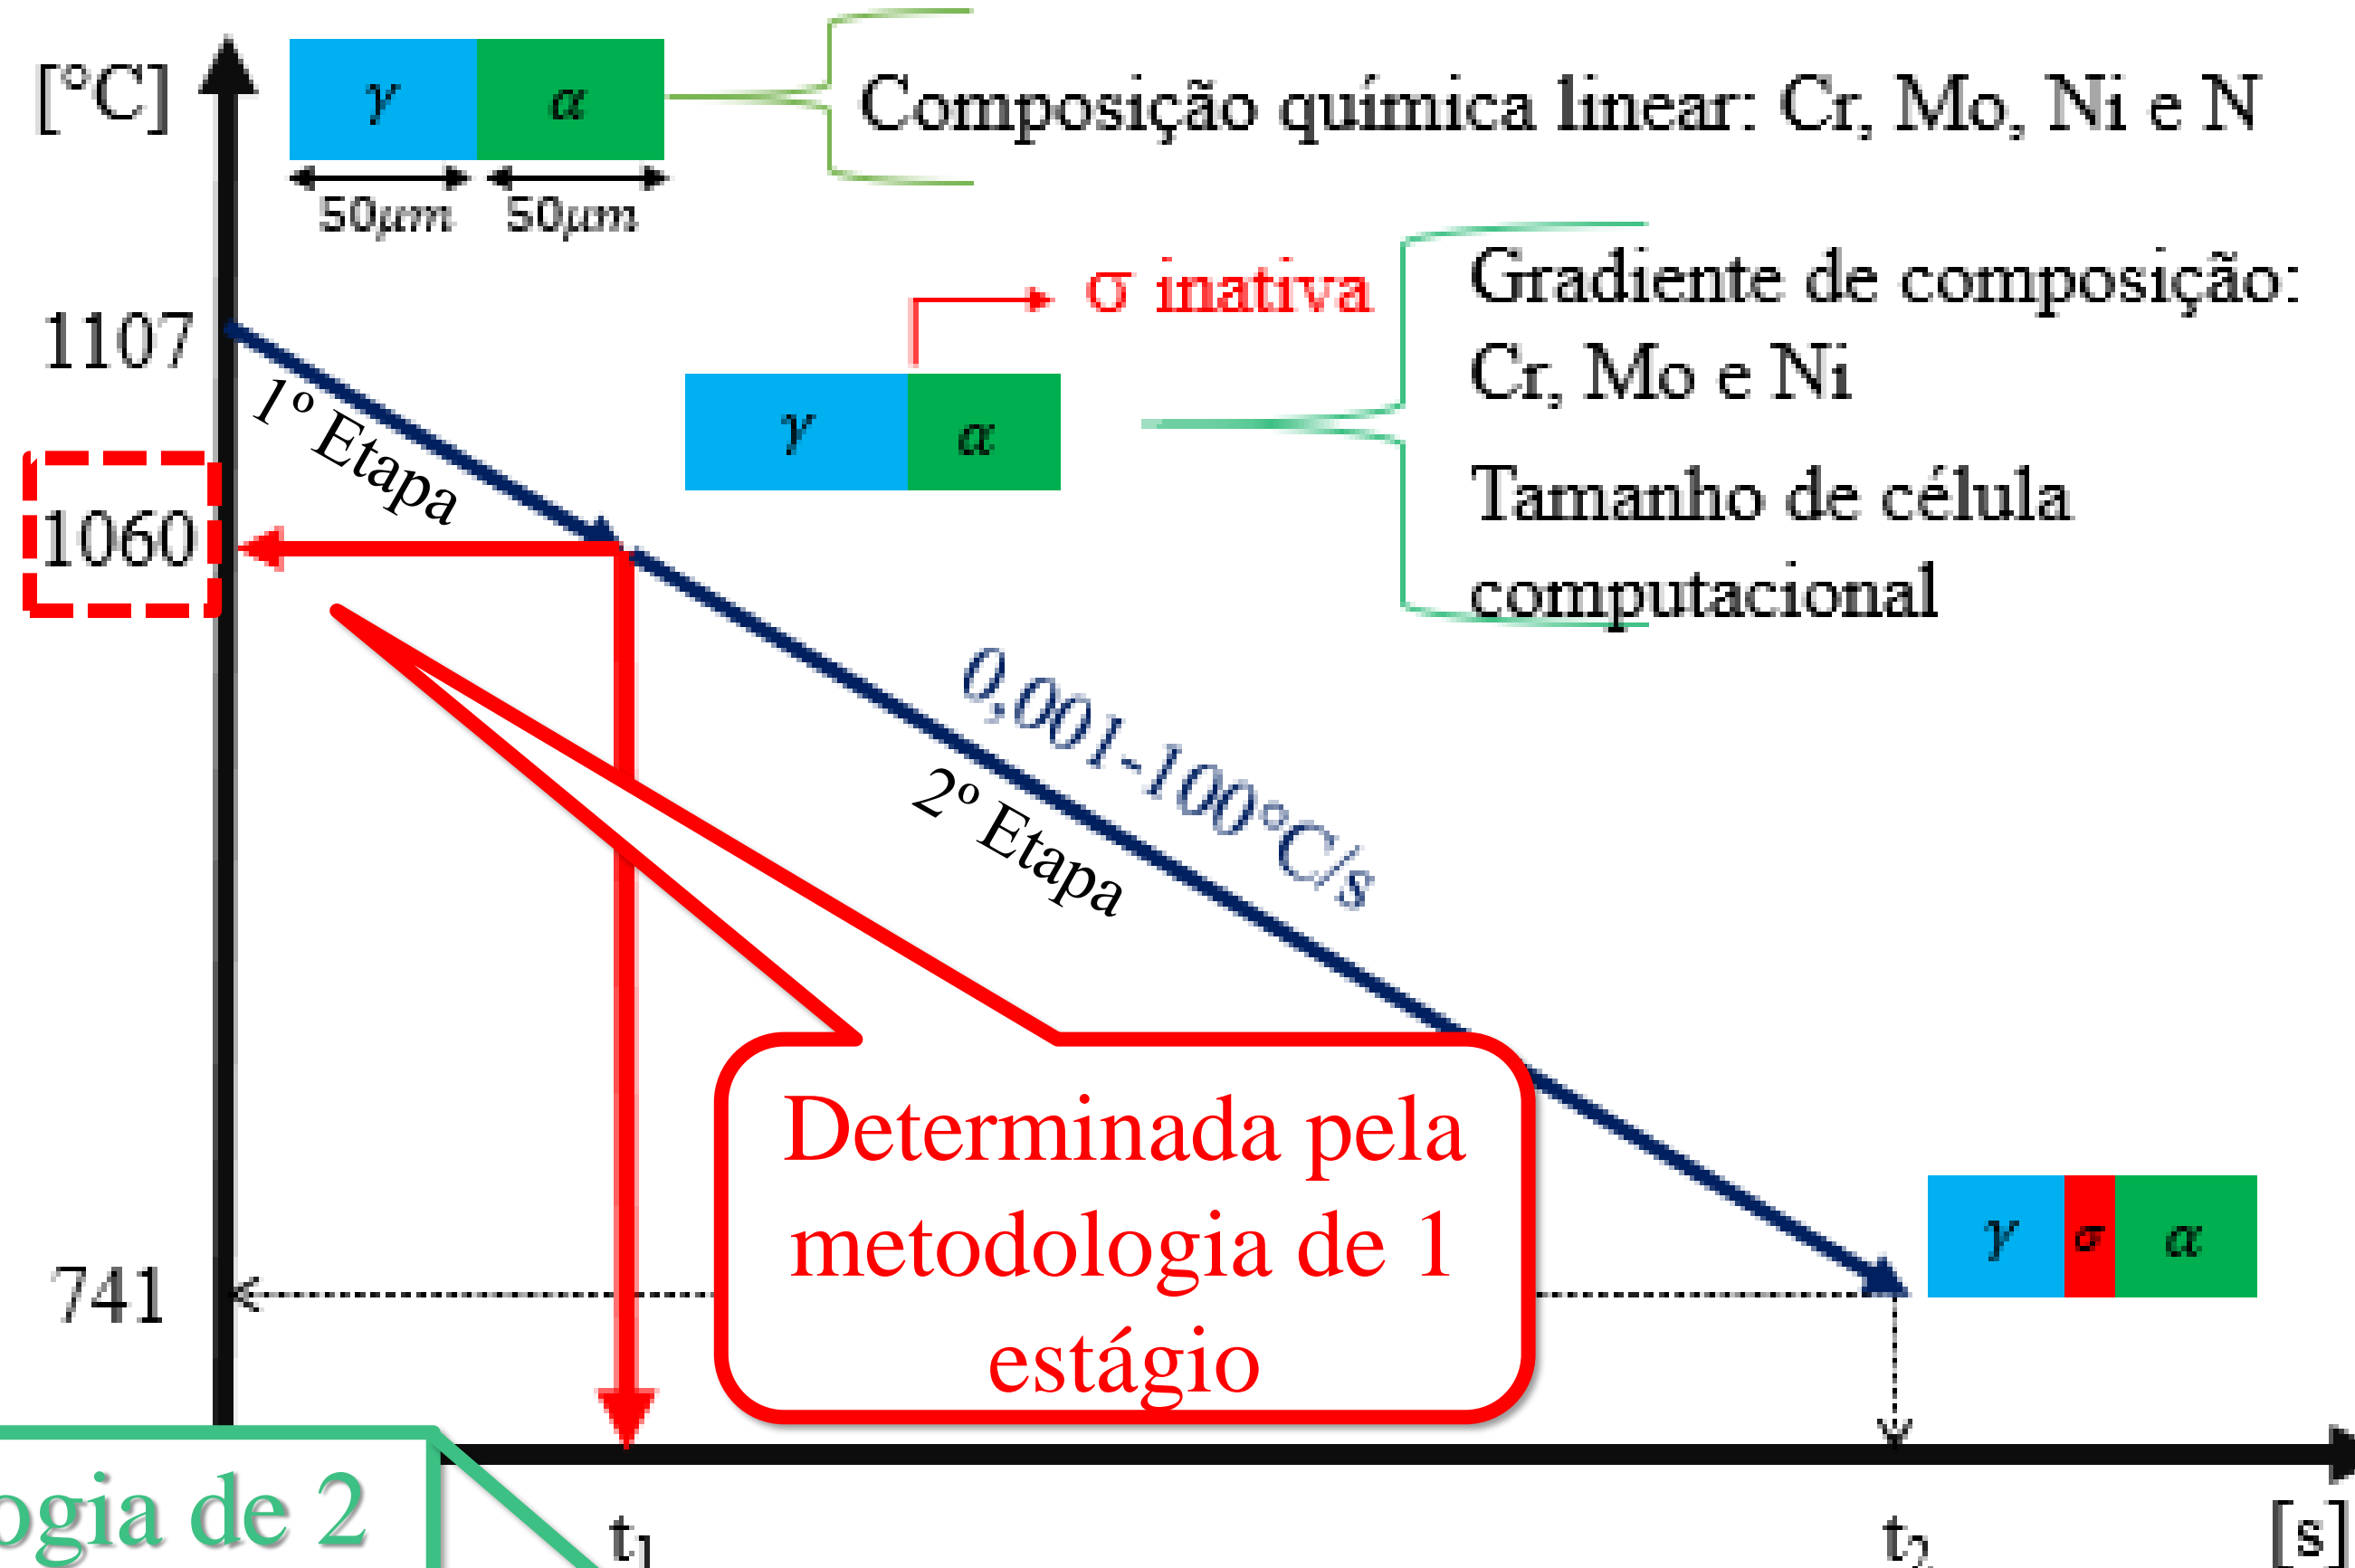 [°C]
γ
α
Composição química linear: Cr, Mo, Ni e N
50μm
50μm
σ inativa
Gradiente de composição:
Cr, Mo e Ni
Tamanho de célula
computacional
1107
1º Etapa
γ
α
1060
0,001-100°C/s
2º Etapa
Determinada pela
metodologia de 1
estágio
γ
σ
α
741
ogia de 2
t₁
t₂
[s]